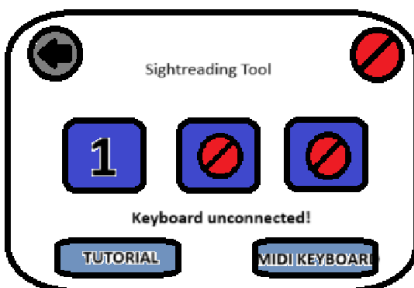 Sightreading Tool
1
Keyboard unconnected!
TUTORIAL
MIDI KEYBOARD